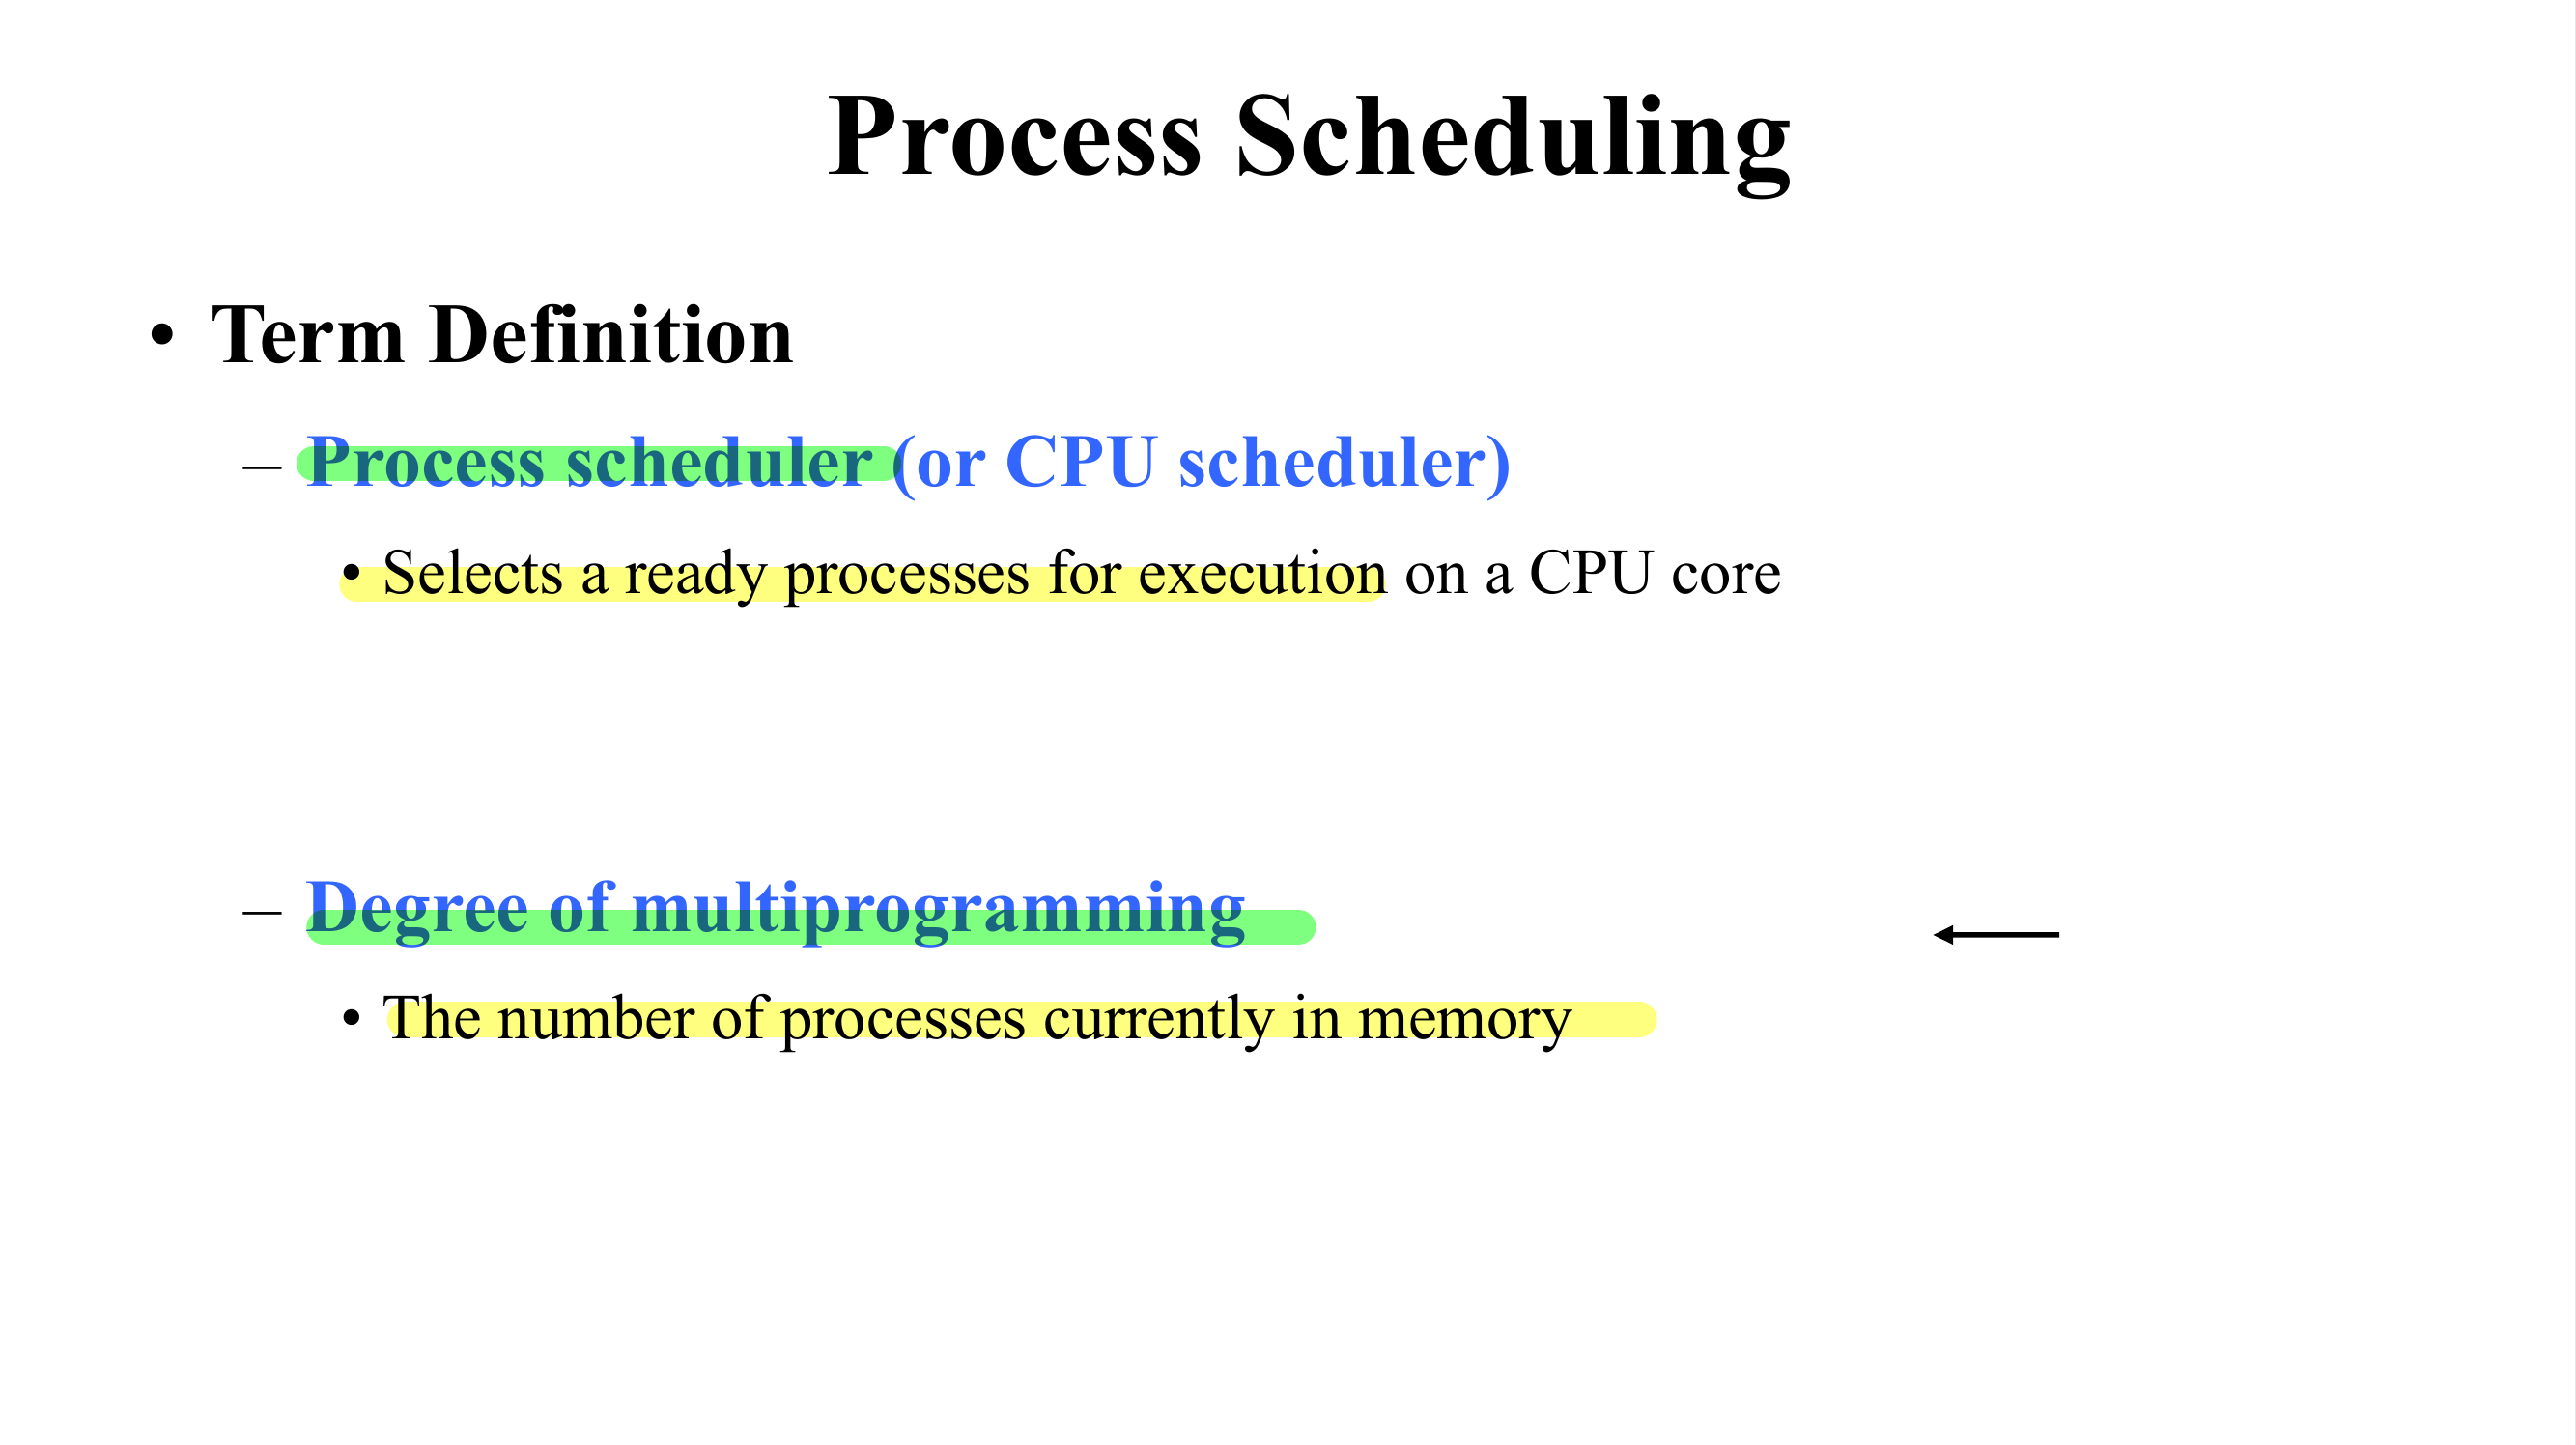 Process Scheduling
• Term Definition
– Process scheduler (or CPU scheduler)
• Selects a ready processes for execution on a CPU core
– Degree of multiprogramming
• The number of processes currently in memory